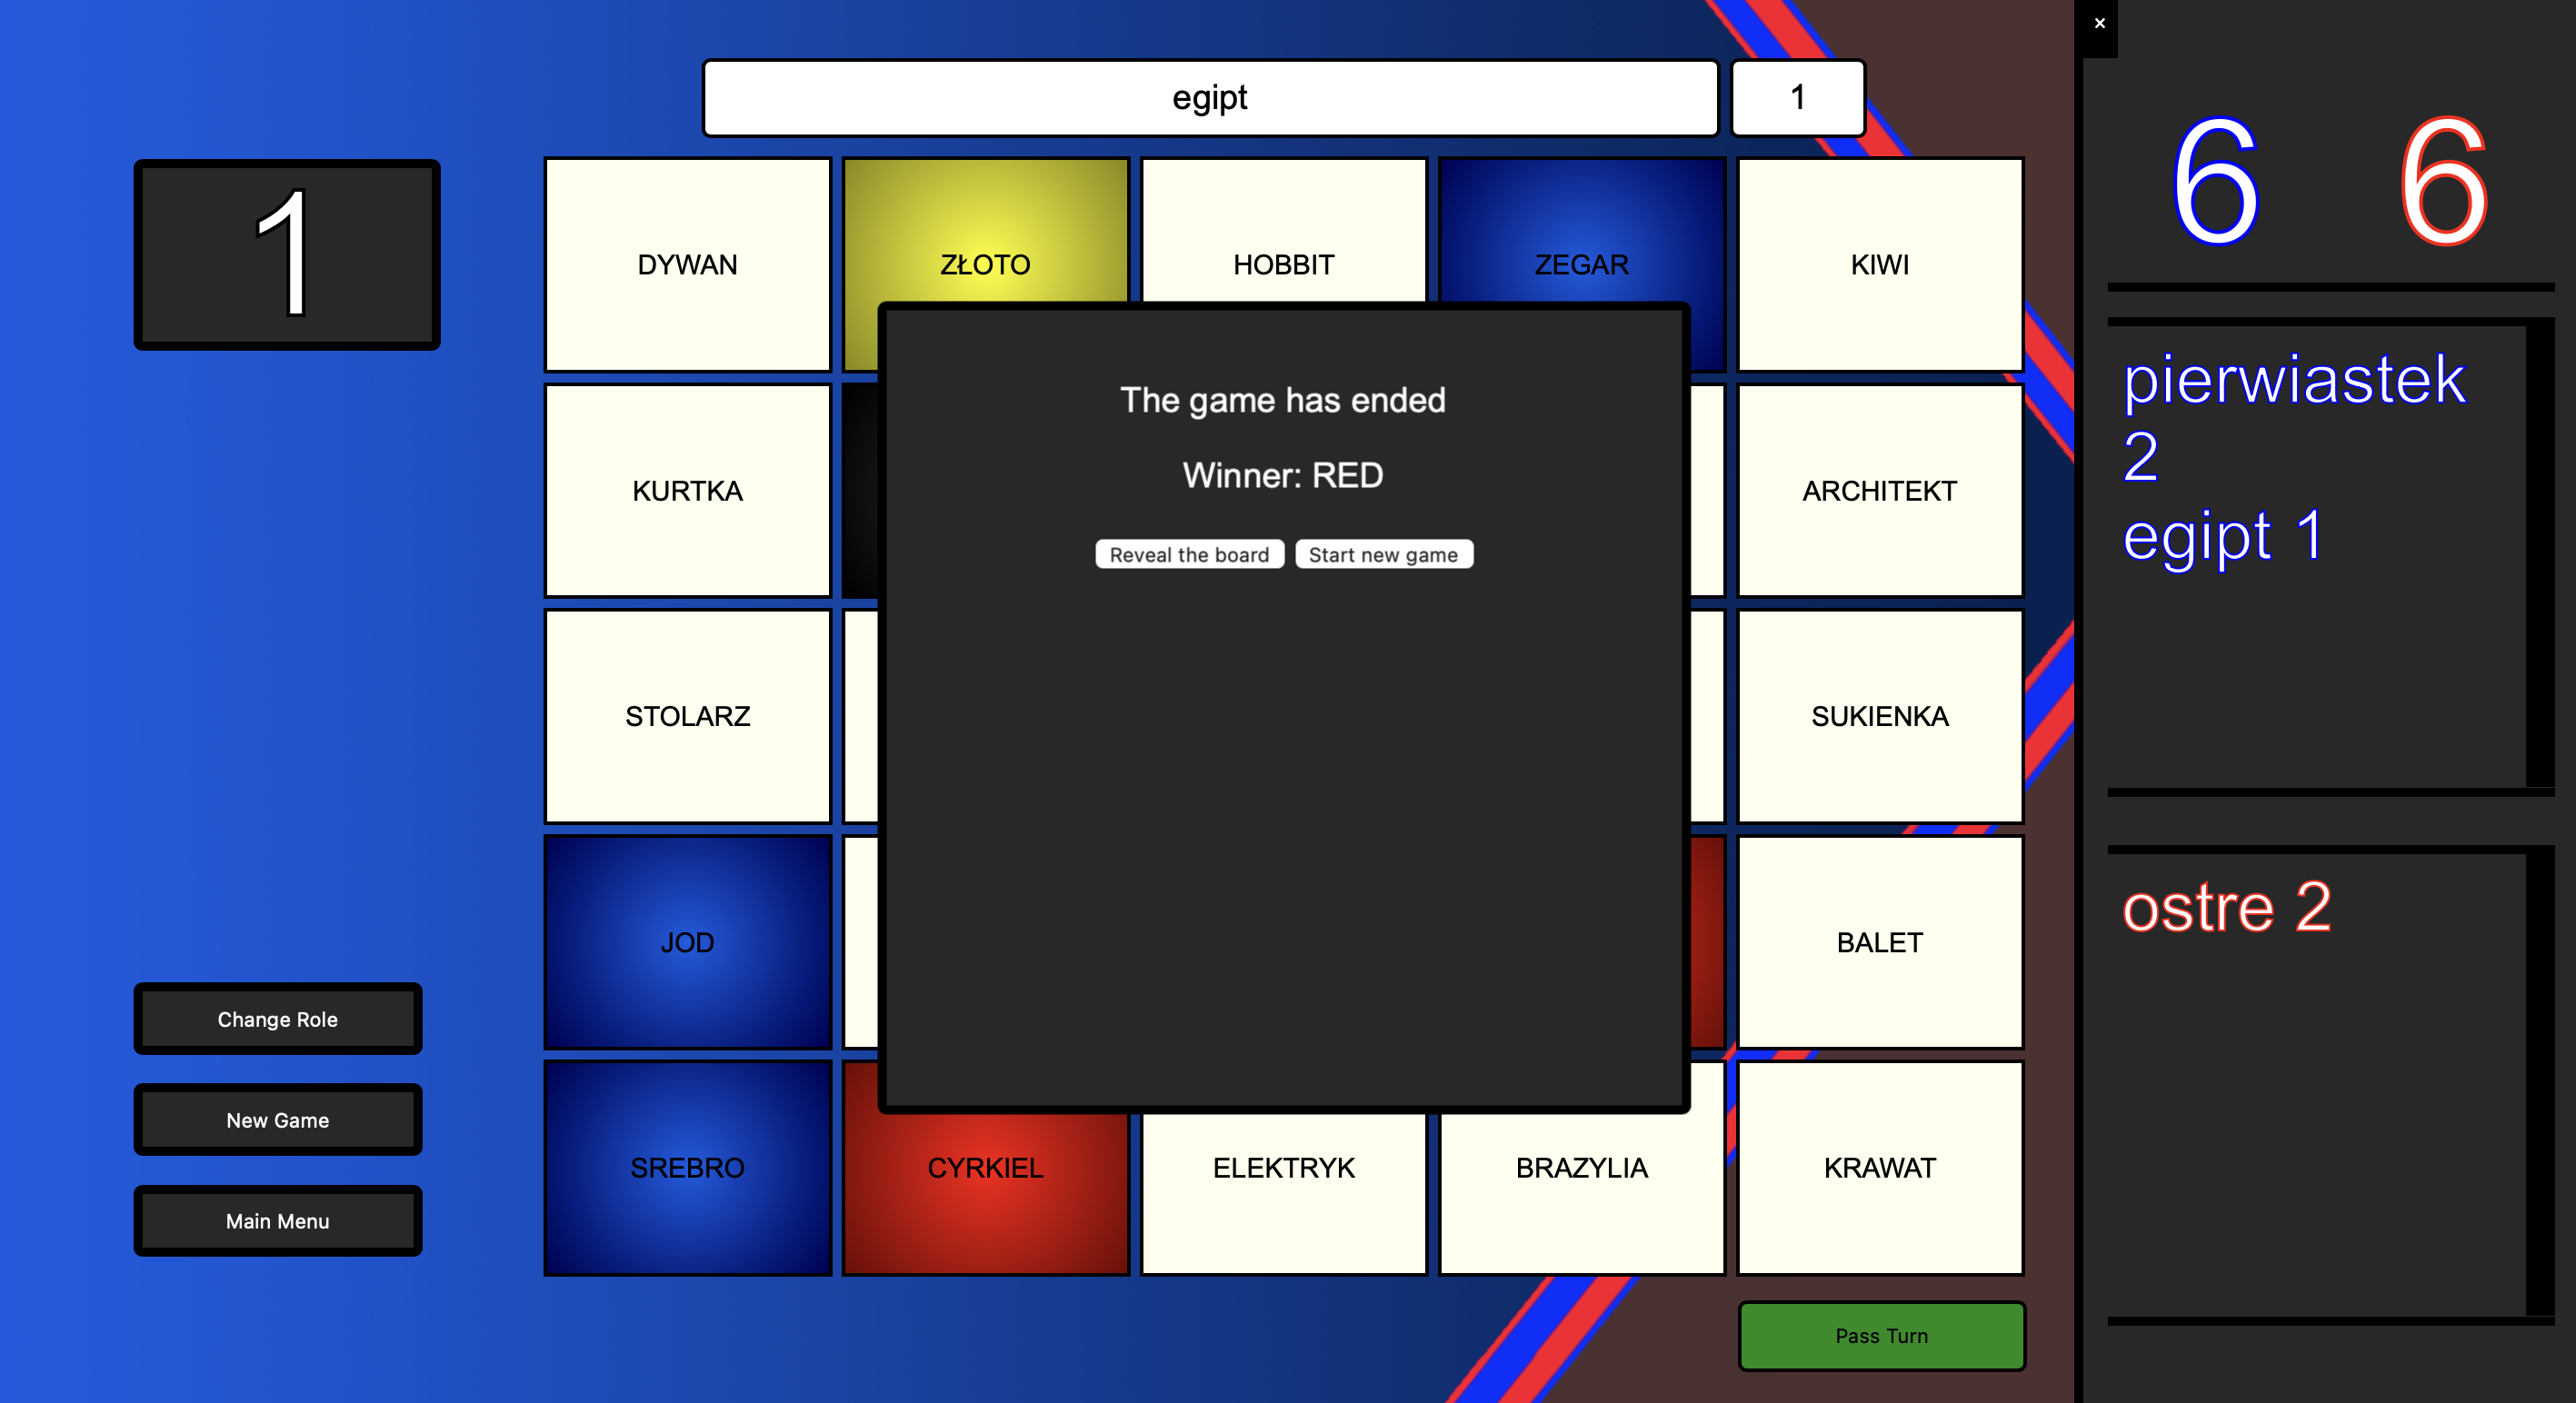 ×
egipt 1
6 6
1
DYWAN ZŁOTO HOBBIT ZEGAR KIWI
pierwiastek
2
egipt 1
The game has ended
Winner: RED
Reveal the board Start new game
KURTKA ARCHITEKT
STOLARZ SUKIENKA
JOD BALET
ostre 2
SREBRO CYRKIEL ELEKTRYK BRAZYLIA KRAWAT
Change Role
New Game
Main Menu
Pass Turn